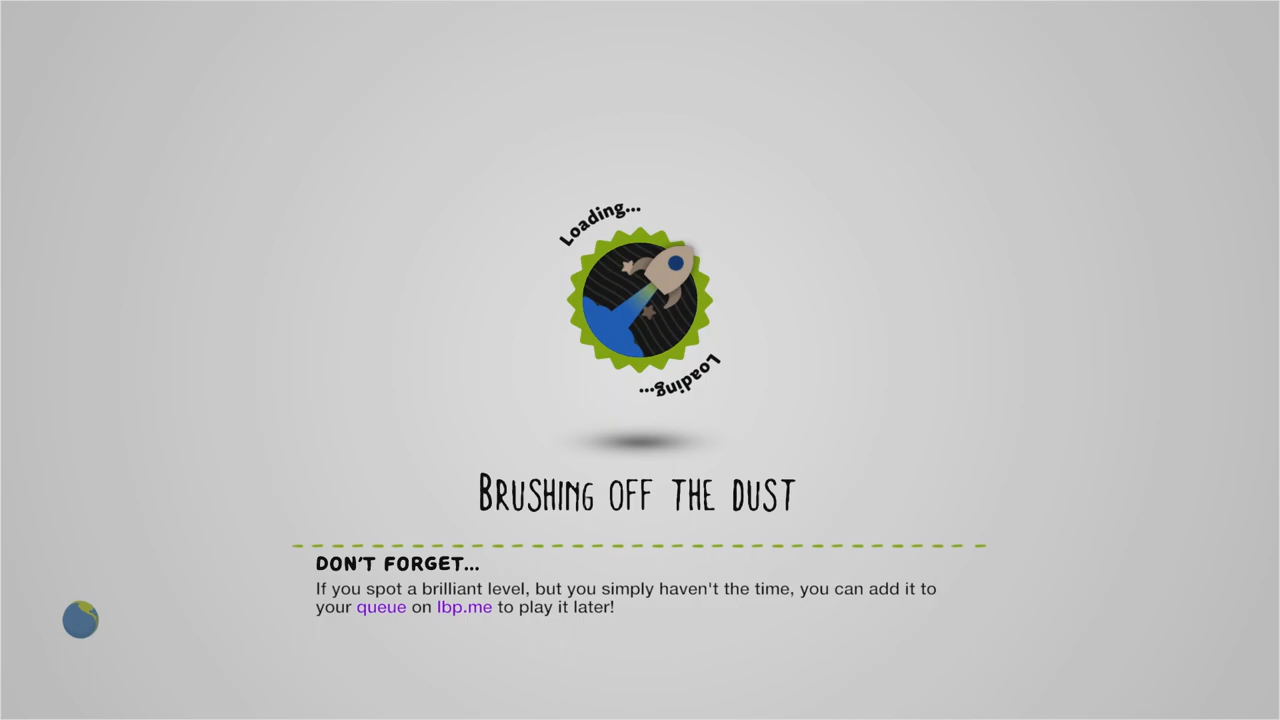 Loading...
Loading...
BRUSHING OFF THE DUST
DON'T FORGET...
If you spot a brilliant level, but you simply haven't the time, you can add it to
your queue on lbp.me to play it later!